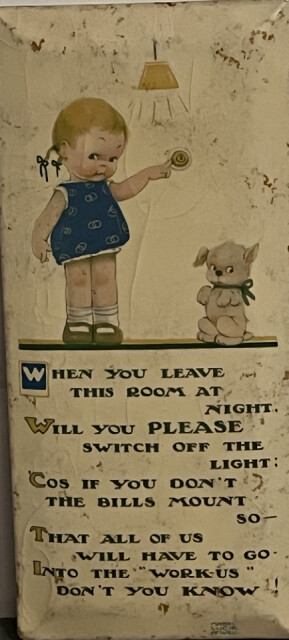 WHEN YOU LEAVE
THIS ROOM AT
NIGHT.
WILL YOU PLEASE
SWITCH OFF THE
LIGHT:
'COS IF YOU DON'T
THE BILLS MOUNT
SO—
THAT ALL OF US
WILL HAVE TO GO
INTO THE "WORK-US"
DON'T YOU KNOW!!